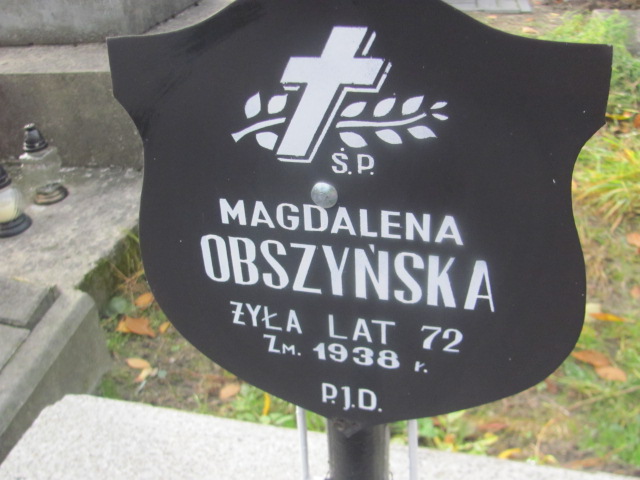 Ś.P.
MAGDALENA
OBSZYŃSKA
ŻYŁA LAT 72
ZM. 1938 r.
P.J.D.